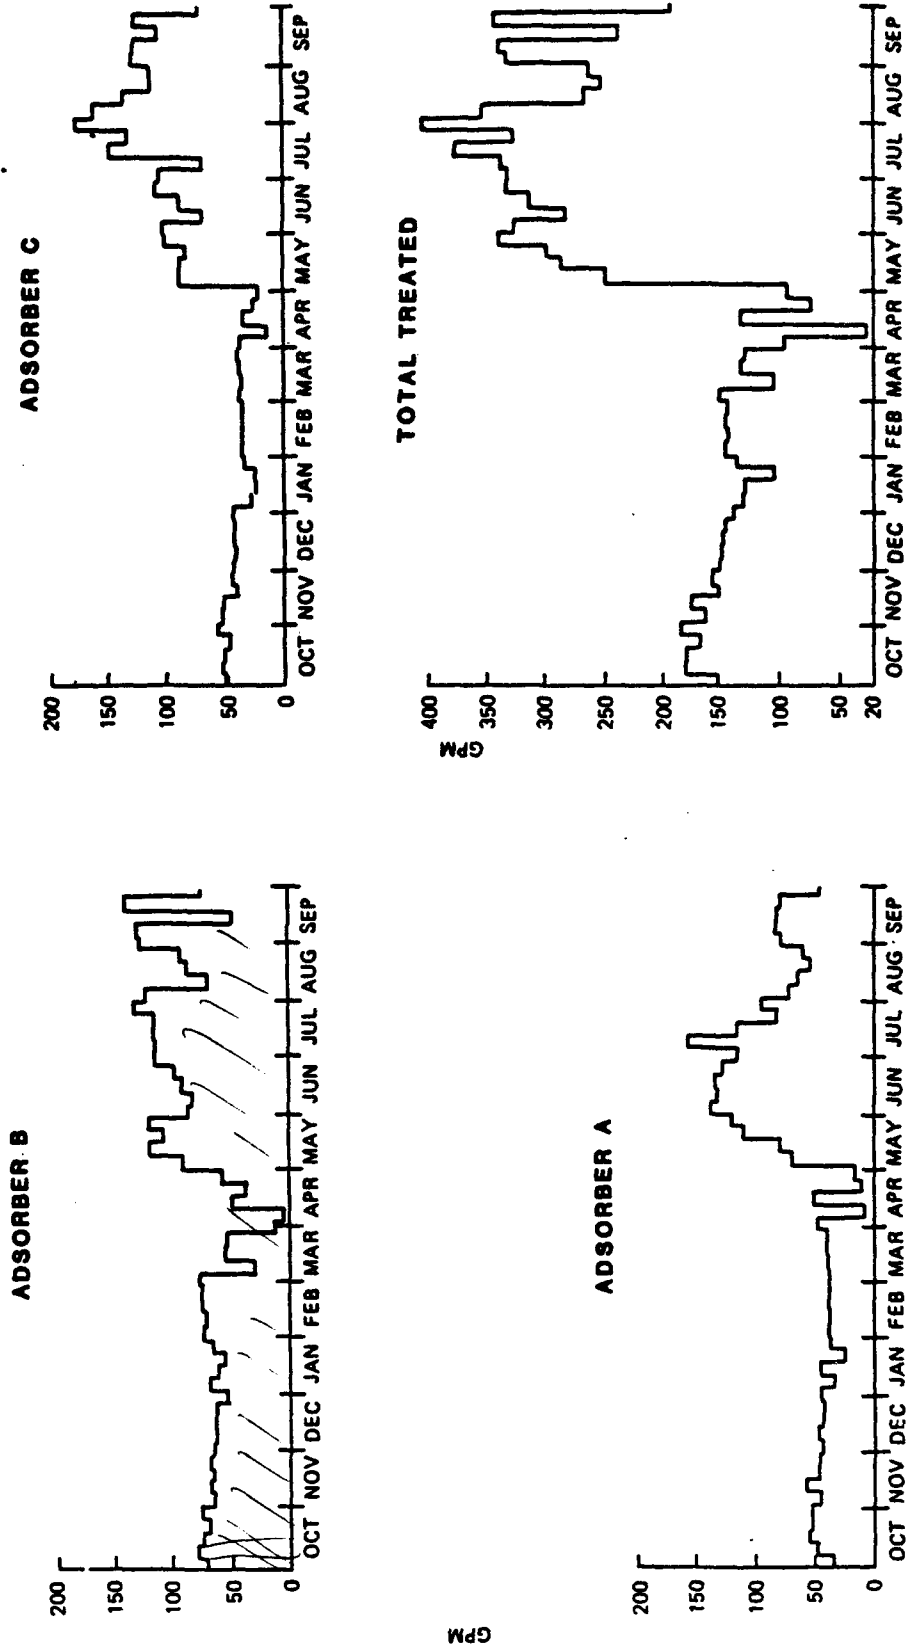 ADSORBER B
GPM
200
150
100
50
0
OCT NOV DEC JAN FEB MAR APR MAY JUN JUL AUG SEP
ADSORBER C
200
150
100
50
0
OCT NOV DEC JAN FEB MAR APR MAY JUN JUL AUG SEP
ADSORBER A
200
150
100
50
0
OCT NOV DEC JAN FEB MAR APR MAY JUN JUL AUG SEP
TOTAL TREATED
GPM
400
350
300
250
200
150
100
50
20
OCT NOV DEC JAN FEB MAR APR MAY JUN JUL AUG SEP